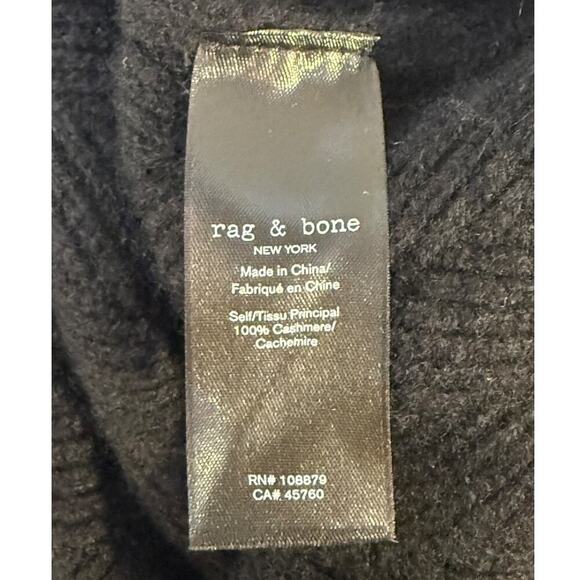 rag & bone
NEW YORK
Made in China/
Fabriqué en Chine
Self/Tissu Principal
100% Cashmere/
Cachemire
RN# 108879
CA# 45760